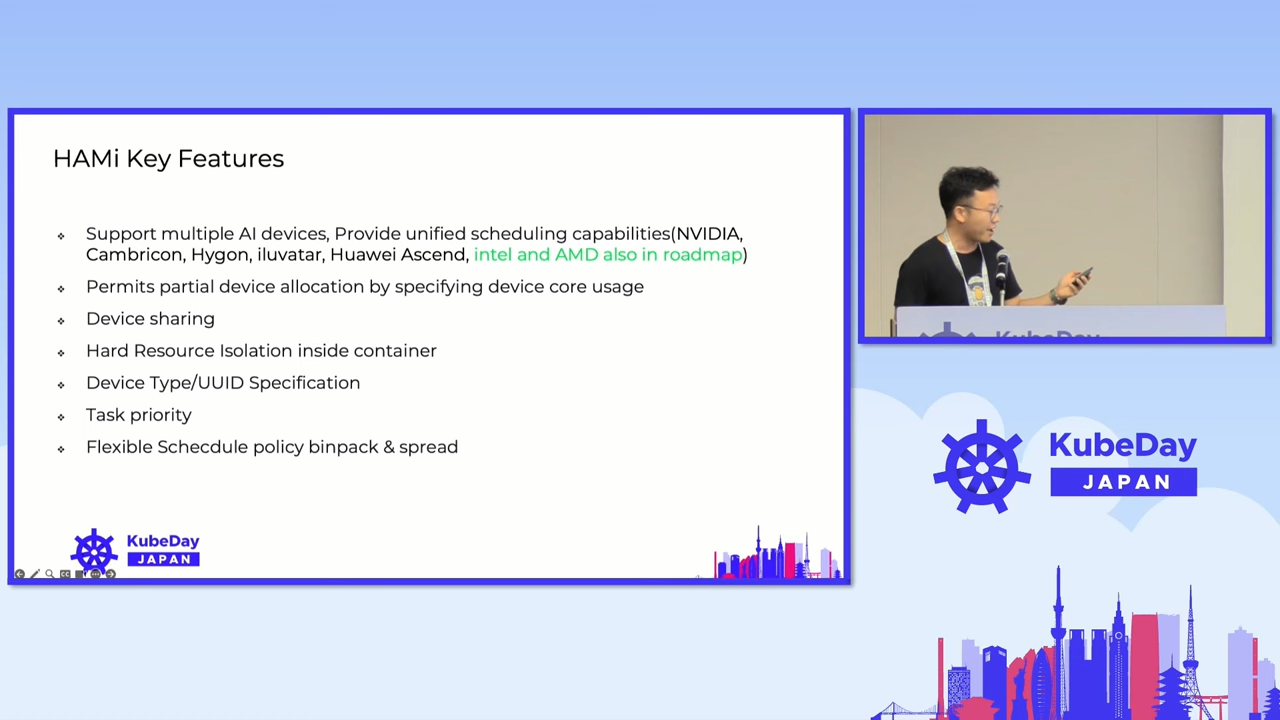 HAMi Key Features
Support multiple AI devices, Provide unified scheduling capabilities(NVIDIA,
Cambricon, Hygon, iluvatar, Huawei Ascend, intel and AMD also in roadmap)
Permits partial device allocation by specifying device core usage
Device sharing
Hard Resource Isolation inside container
Device Type/UUID Specification
Task priority
Flexible Schecdule policy binpack & spread
KubeDay
JAPAN
KubeDay
KubeDay
JAPAN